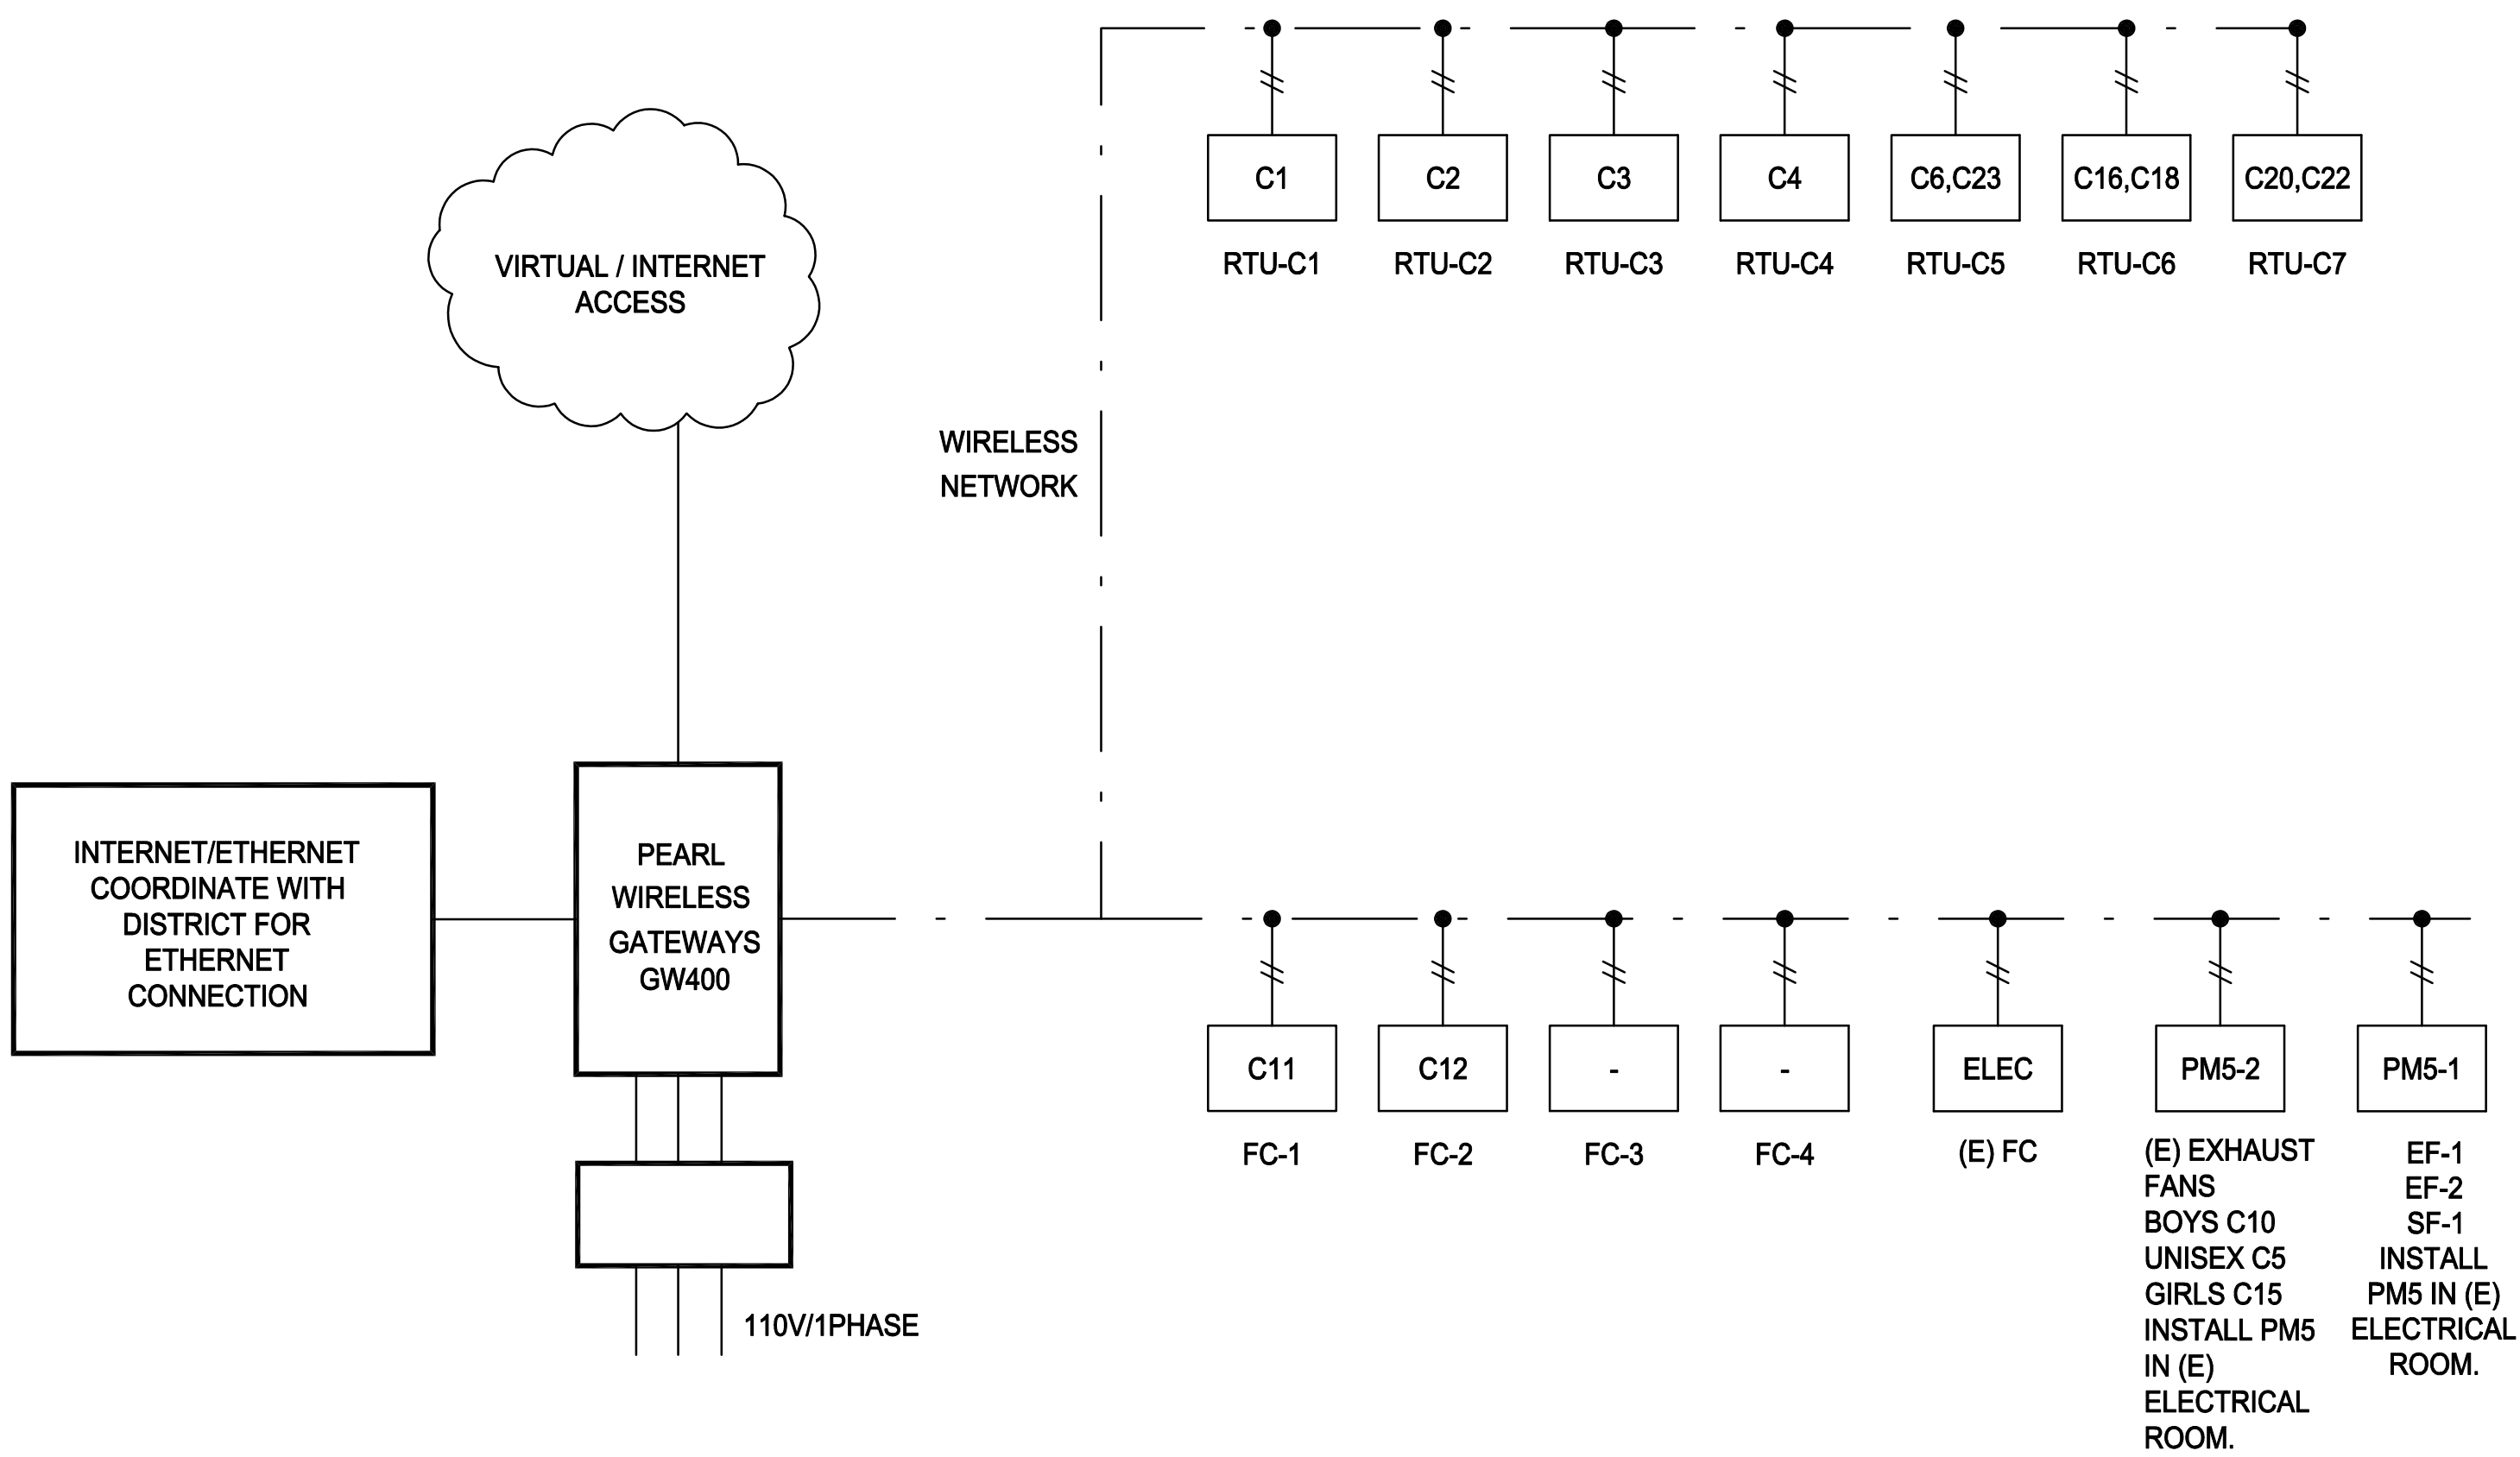 C1
C2
C3
C4
C6,C23
C16,C18
C20,C22
RTU-C1
RTU-C2
RTU-C3
RTU-C4
RTU-C5
RTU-C6
RTU-C7
VIRTUAL / INTERNET
ACCESS
WIRELESS
NETWORK
INTERNET/ETHERNET
COORDINATE WITH
DISTRICT FOR
ETHERNET
CONNECTION
PEARL
WIRELESS
GATEWAYS
GW400
110V/1PHASE
C11
C12
-
-
ELEC
PM5-2
PM5-1
FC-1
FC-2
FC-3
FC-4
(E) FC
(E) EXHAUST
FANS
BOYS C10
UNISEX C5
GIRLS C15
INSTALL PM5
IN (E)
ELECTRICAL
ROOM.
EF-1
EF-2
SF-1
INSTALL
PM5 IN (E)
ELECTRICAL
ROOM.